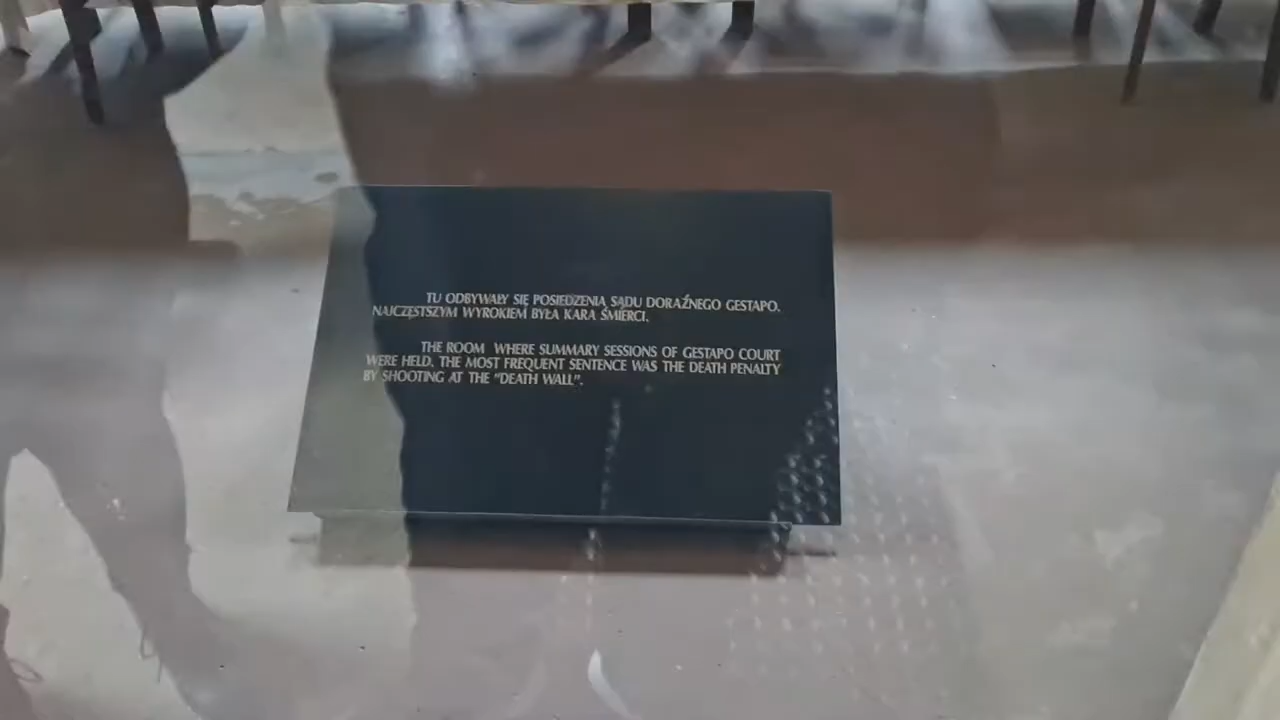 TU ODBYWAŁY SIĘ POSIEDZENIA SĄDU DORAŹNEGO GESTAPO.
NAJCZĘSTSZYM WYROKIEM BYŁA KARA ŚMIERCI.
THE ROOM WHERE SUMMARY SESSIONS OF GESTAPO COURT
WERE HELD. THE MOST FREQUENT SENTENCE WAS THE DEATH PENALTY
BY SHOOTING AT THE "DEATH WALL".